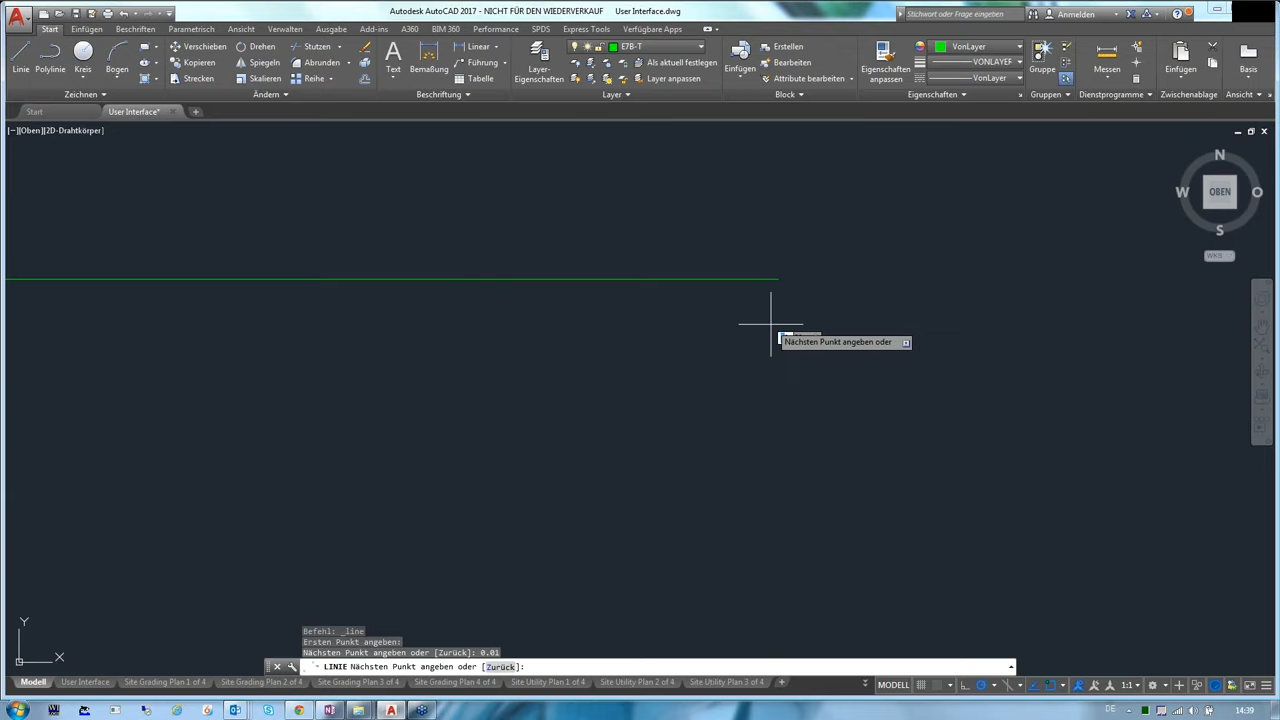 Autodesk AutoCAD 2017 - NICHT FÜR DEN WIEDERVERKAUF User Interface.dwg
Stichwort oder Frage eingeben
Anmelden
Start Einfügen Beschriften Parametrisch Ansicht Verwalten Ausgabe Add-Ins A360 BIM 360 Performance SPDS Express Tools Verfügbare Apps
Linie Polylinie Kreis Bogen
Verschieben Drehen Stutzen
Kopieren Spiegeln Abrunden
Strecken Skalieren Reihe
Text Bemaßung
Linear
Führung
Tabelle
Layer-Eigenschaften
E7B-T
Als aktuell festlegen
Layer anpassen
Einfügen
Erstellen
Bearbeiten
Attribute bearbeiten
Eigenschaften anpassen
VonLayer
VONLAYER
VonLayer
Gruppe Messen Einfügen Basis
Zeichnen Ändern Beschriftung Layer Block Eigenschaften Gruppen Dienstprogramme Zwischenablage Ansicht
Start User Interface*
[−][Oben][2D-Drahtkörper]
N
W OBEN O
S
WKS
Nächsten Punkt angeben oder
Y
X
Befehl: _line
Ersten Punkt angeben:
Nächsten Punkt angeben oder [Zurück]: 0.01
LINIE Nächsten Punkt angeben oder [Zurück]:
Modell User Interface Site Grading Plan 1 of 4 Site Grading Plan 2 of 4 Site Grading Plan 3 of 4 Site Grading Plan 4 of 4 Site Utility Plan 1 of 4 Site Utility Plan 2 of 4 Site Utility Plan 3 of 4
MODELL 1:1
DE 14:39